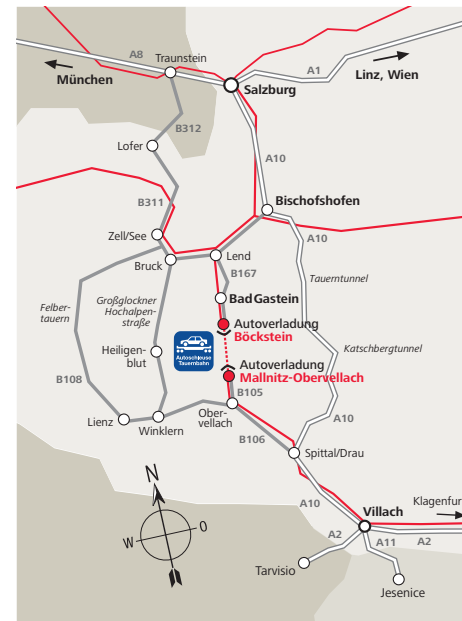 A8
Traunstein
München
A1
Linz, Wien
Salzburg
B312
Lofer
A10
B311
Bischofshofen
Zell/See
A10
Bruck
Lend
B167
Tauerntunnel
Felber-
tauern
Großglockner
Hochalpen-
straße
Bad Gastein
Autoverladung
Böckstein
Autoschleuse
Tauernbahn
Katschbergtunnel
Heiligen-
blut
Autoverladung
Mallnitz-Obervellach
B108
B105
Lienz
Winklern
Ober-
vellach
B106
A10
Spittal/Drau
N
O
W
S
A10
Klagenfur
Villach
A2
A11
A2
Tarvisio
Jesenice